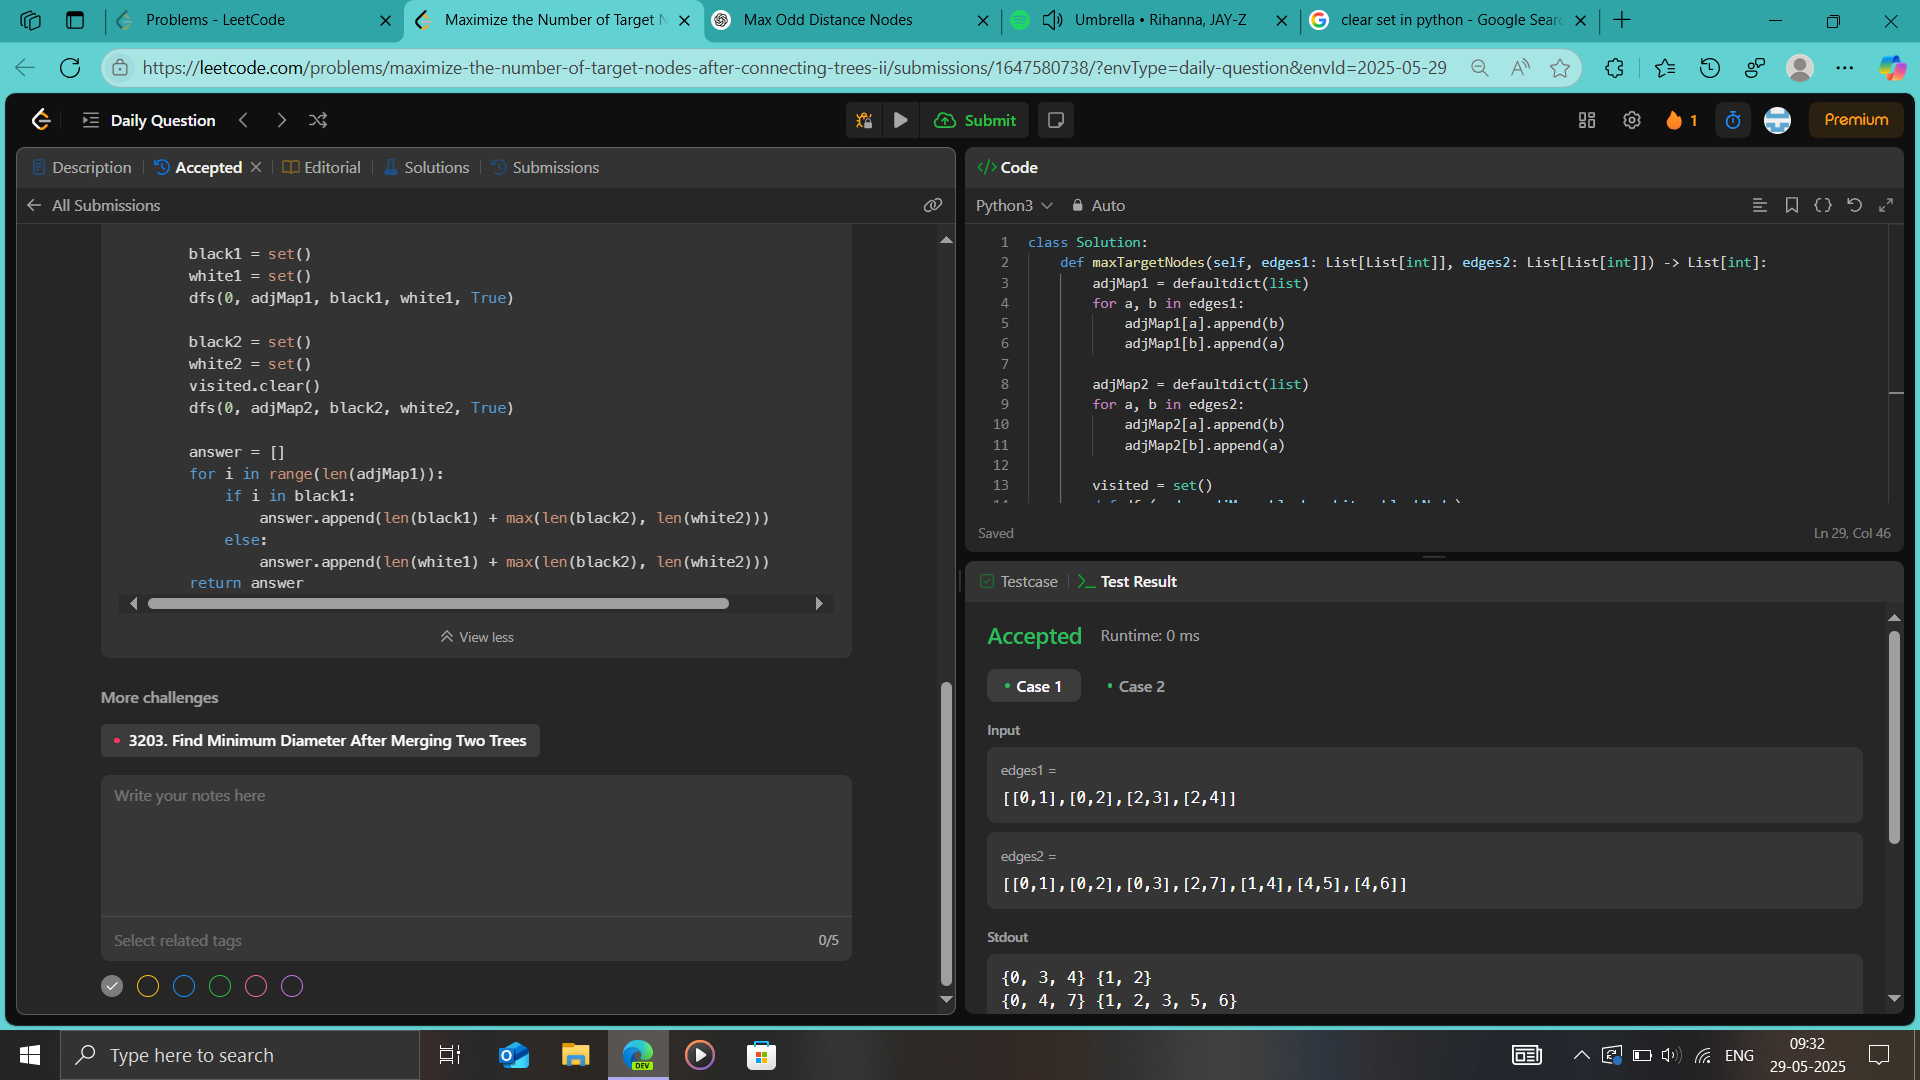 Problems - LeetCode
Maximize the Number of Target N
Max Odd Distance Nodes
Umbrella • Rihanna, JAY-Z
clear set in python - Google Searc
https://leetcode.com/problems/maximize-the-number-of-target-nodes-after-connecting-trees-ii/submissions/1647580738/?envType=daily-question&envId=2025-05-29
Daily Question
Submit
1
Premium
Description
Accepted
Editorial
Solutions
Submissions
All Submissions
black1 = set()
white1 = set()
dfs(0, adjMap1, black1, white1, True)
black2 = set()
white2 = set()
visited.clear()
dfs(0, adjMap2, black2, white2, True)
answer = []
for i in range(len(adjMap1)):
if i in black1:
answer.append(len(black1) + max(len(black2), len(white2)))
else:
answer.append(len(white1) + max(len(black2), len(white2)))
return answer
View less
More challenges
3203. Find Minimum Diameter After Merging Two Trees
Write your notes here
Select related tags
0/5
</> Code
Python3
Auto
1 class Solution:
2 def maxTargetNodes(self, edges1: List[List[int]], edges2: List[List[int]]) -> List[int]:
3 adjMap1 = defaultdict(list)
4 for a, b in edges1:
5 adjMap1[a].append(b)
6 adjMap1[b].append(a)
7
8 adjMap2 = defaultdict(list)
9 for a, b in edges2:
10 adjMap2[a].append(b)
11 adjMap2[b].append(a)
12
13 visited = set()
Saved
Ln 29, Col 46
Testcase
Test Result
Accepted
Runtime: 0 ms
Case 1
Case 2
Input
edges1 =
[[0,1],[0,2],[2,3],[2,4]]
edges2 =
[[0,1],[0,2],[0,3],[2,7],[1,4],[4,5],[4,6]]
Stdout
{0, 3, 4} {1, 2}
{0, 4, 7} {1, 2, 3, 5, 6}
Type here to search
DEV
ENG
09:32
29-05-2025